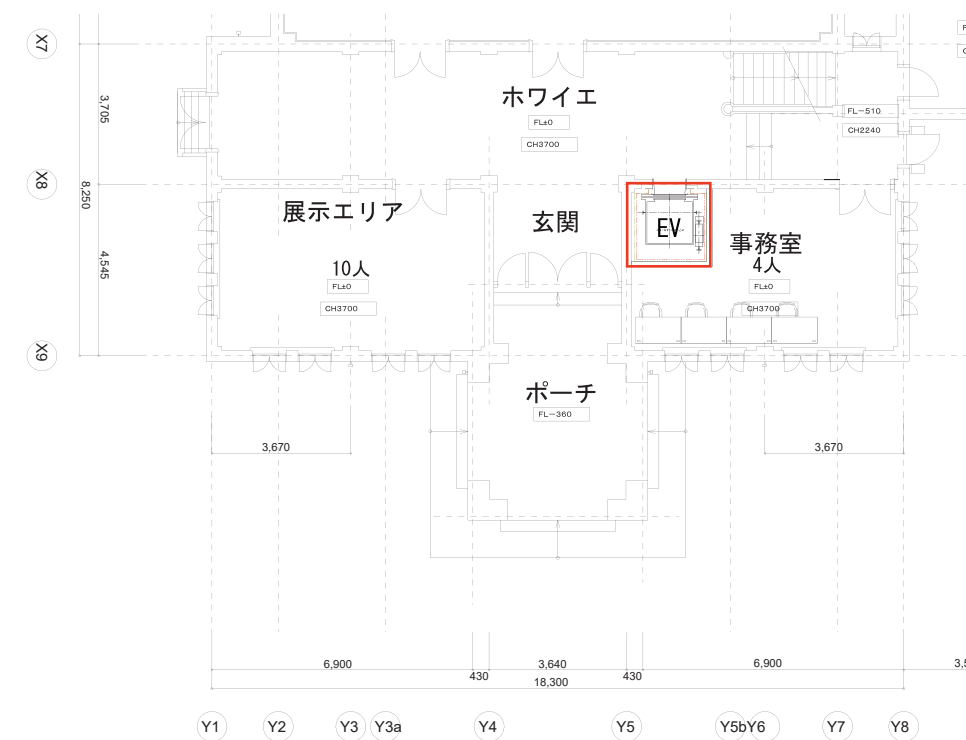 X7
3,705
ホワイエ
FL±0
CH3700
FL−510
CH2240
X8
8,250
4,545
展示エリア
10人
FL±0
CH3700
玄関
EV
事務室
4人
FL±0
CH3700
X9
ポーチ
FL−360
3,670
3,670
6,900
430
3,640
430
6,900
18,300
Y1
Y2
Y3
Y3a
Y4
Y5
Y5b
Y6
Y7
Y8